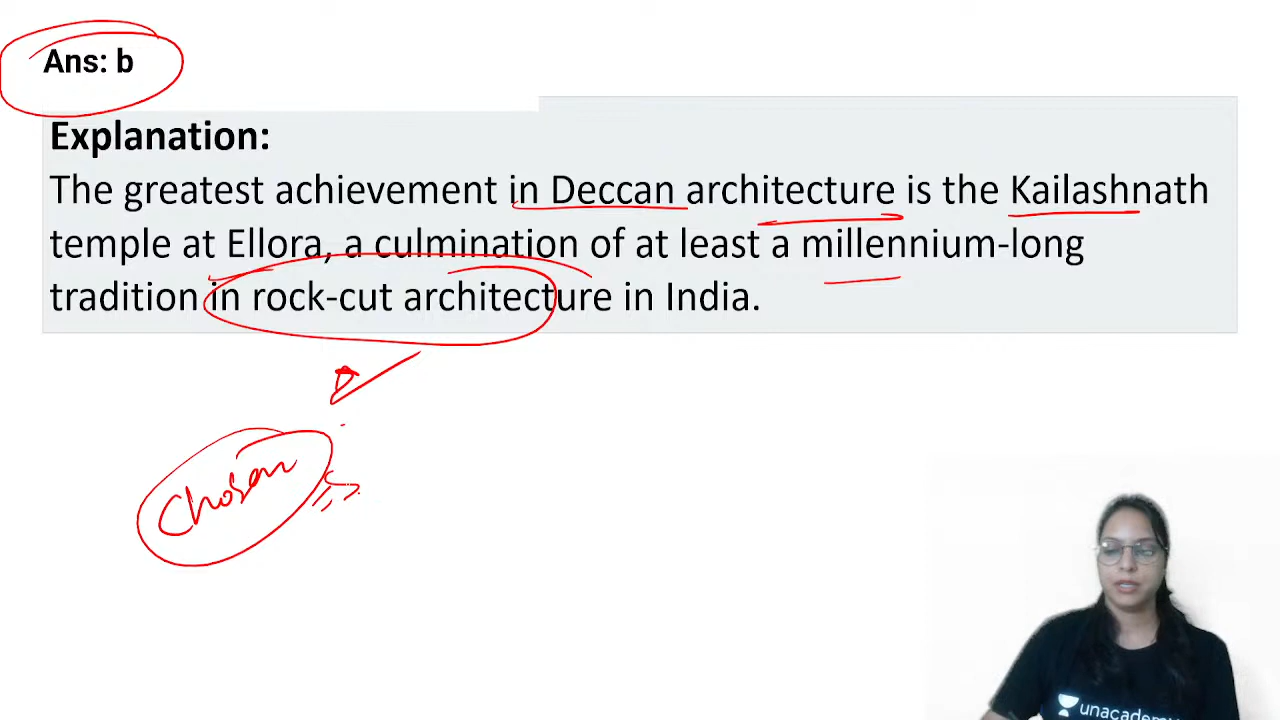 Ans: b
Explanation:
The greatest achievement in Deccan architecture is the Kailashnath
temple at Ellora, a culmination of at least a millennium-long
tradition in rock-cut architecture in India.
unacademy